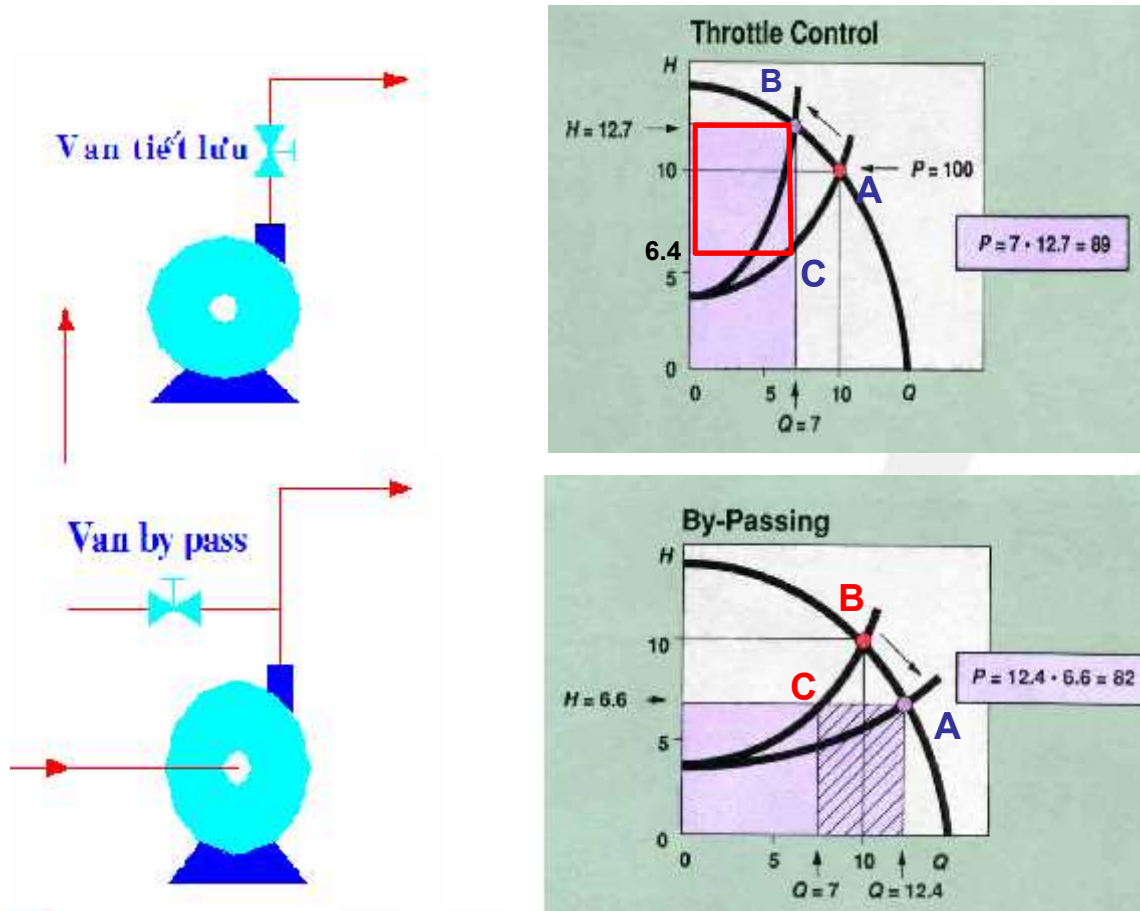 Van tiết lưu
Throttle Control
H
B
H = 12.7
10
P = 100
A
P = 7 · 12.7 = 89
6.4
5
C
0
0 5 10 Q
Q = 7
Van by pass
By-Passing
H
B
10
C
P = 12.4 · 6.6 = 82
H = 6.6
A
5
0
0 5 10 Q
Q = 7 Q = 12.4